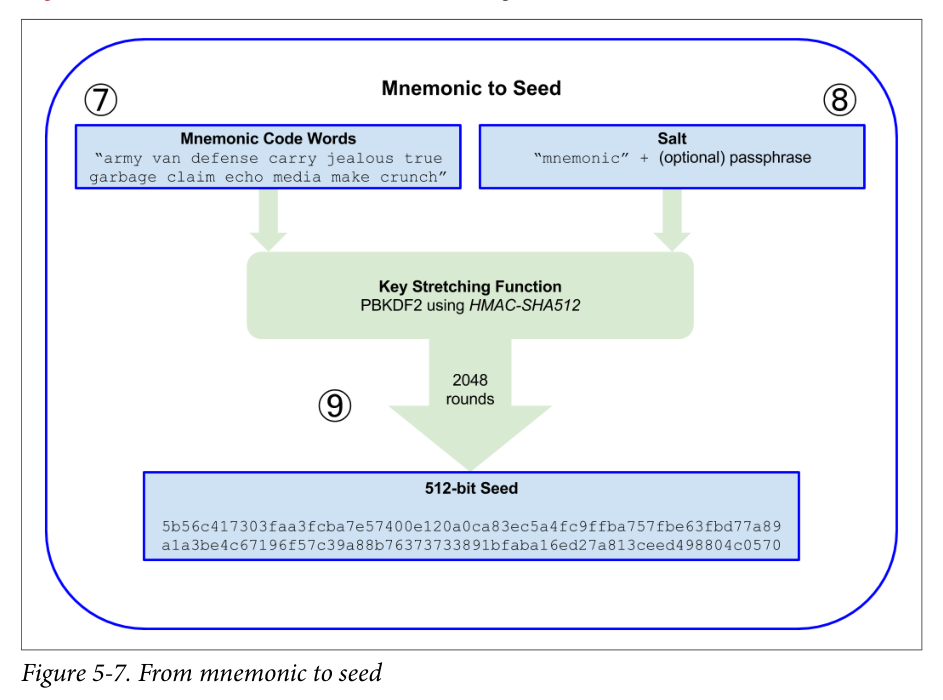 Mnemonic to Seed
⑦
⑧
Mnemonic Code Words
“army van defense carry jealous true
garbage claim echo media make crunch”
Salt
“mnemonic” + (optional) passphrase
Key Stretching Function
PBKDF2 using HMAC-SHA512
2048
rounds
⑨
512-bit Seed
5b56c417303faa3fcba7e57400e120a0ca83ec5a4fc9ffba757fbe63fbd77a89
a1a3be4c67196f57c39a88b76373733891bfaba16ed27a813ceed498804c0570
Figure 5-7. From mnemonic to seed